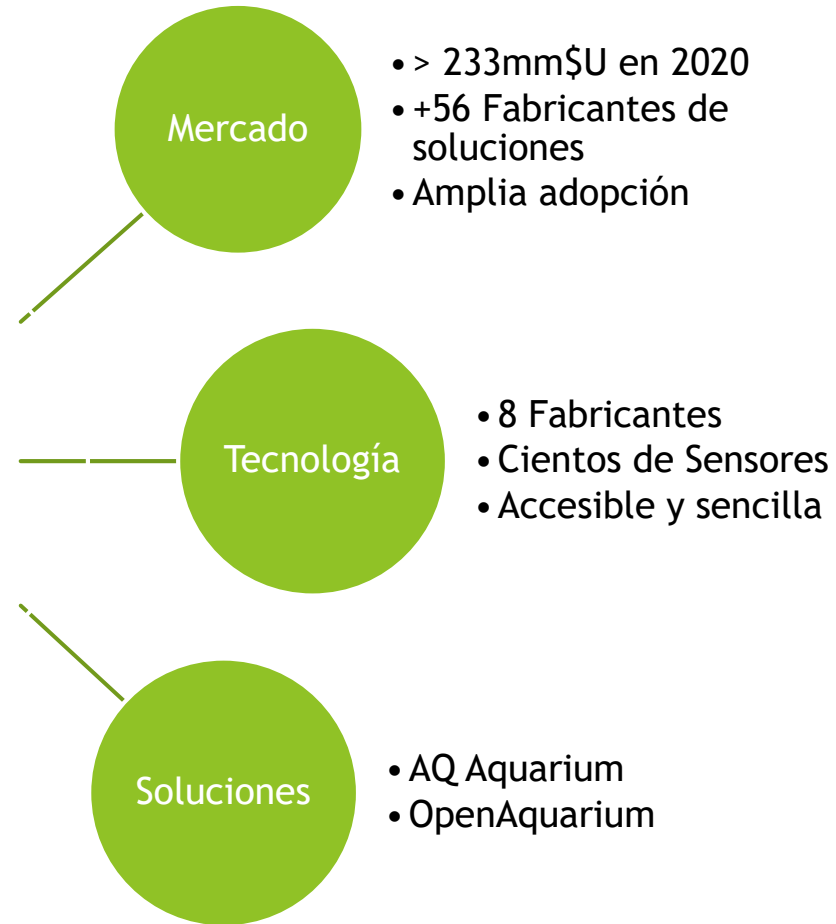 Mercado
• > 233mm$U en 2020
• +56 Fabricantes de
soluciones
• Amplia adopción
Tecnología
• 8 Fabricantes
• Cientos de Sensores
• Accesible y sencilla
Soluciones
• AQ Aquarium
• OpenAquarium